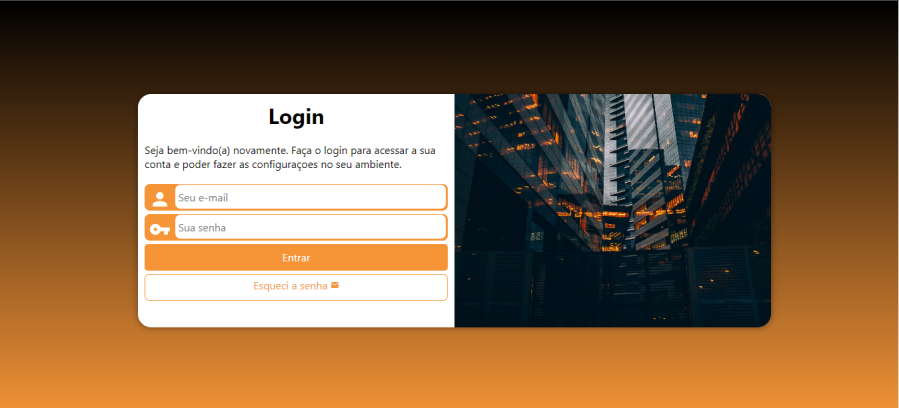 Login
Seja bem-vindo(a) novamente. Faça o login para acessar a sua
conta e poder fazer as configuraçoes no seu ambiente.
Seu e-mail
Sua senha
Entrar
Esqueci a senha